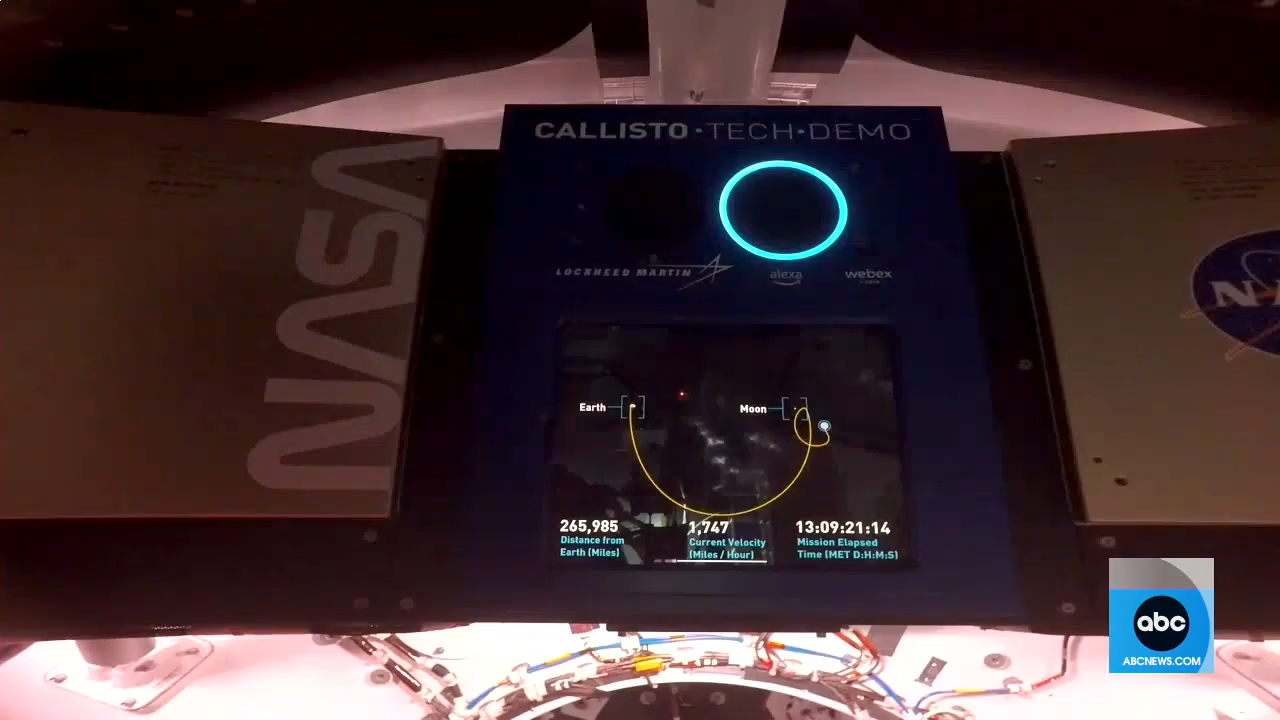 CALLISTO•TECH•DEMO
NASA
LOCKHEED MARTIN
alexa
webex
Earth
Moon
265,985
Distance from
Earth (Miles)
1,747
Current Velocity
(Miles / Hour)
13:09:21:14
Mission Elapsed
Time (MET D:H:M:S)
abc
ABCNEWS.COM